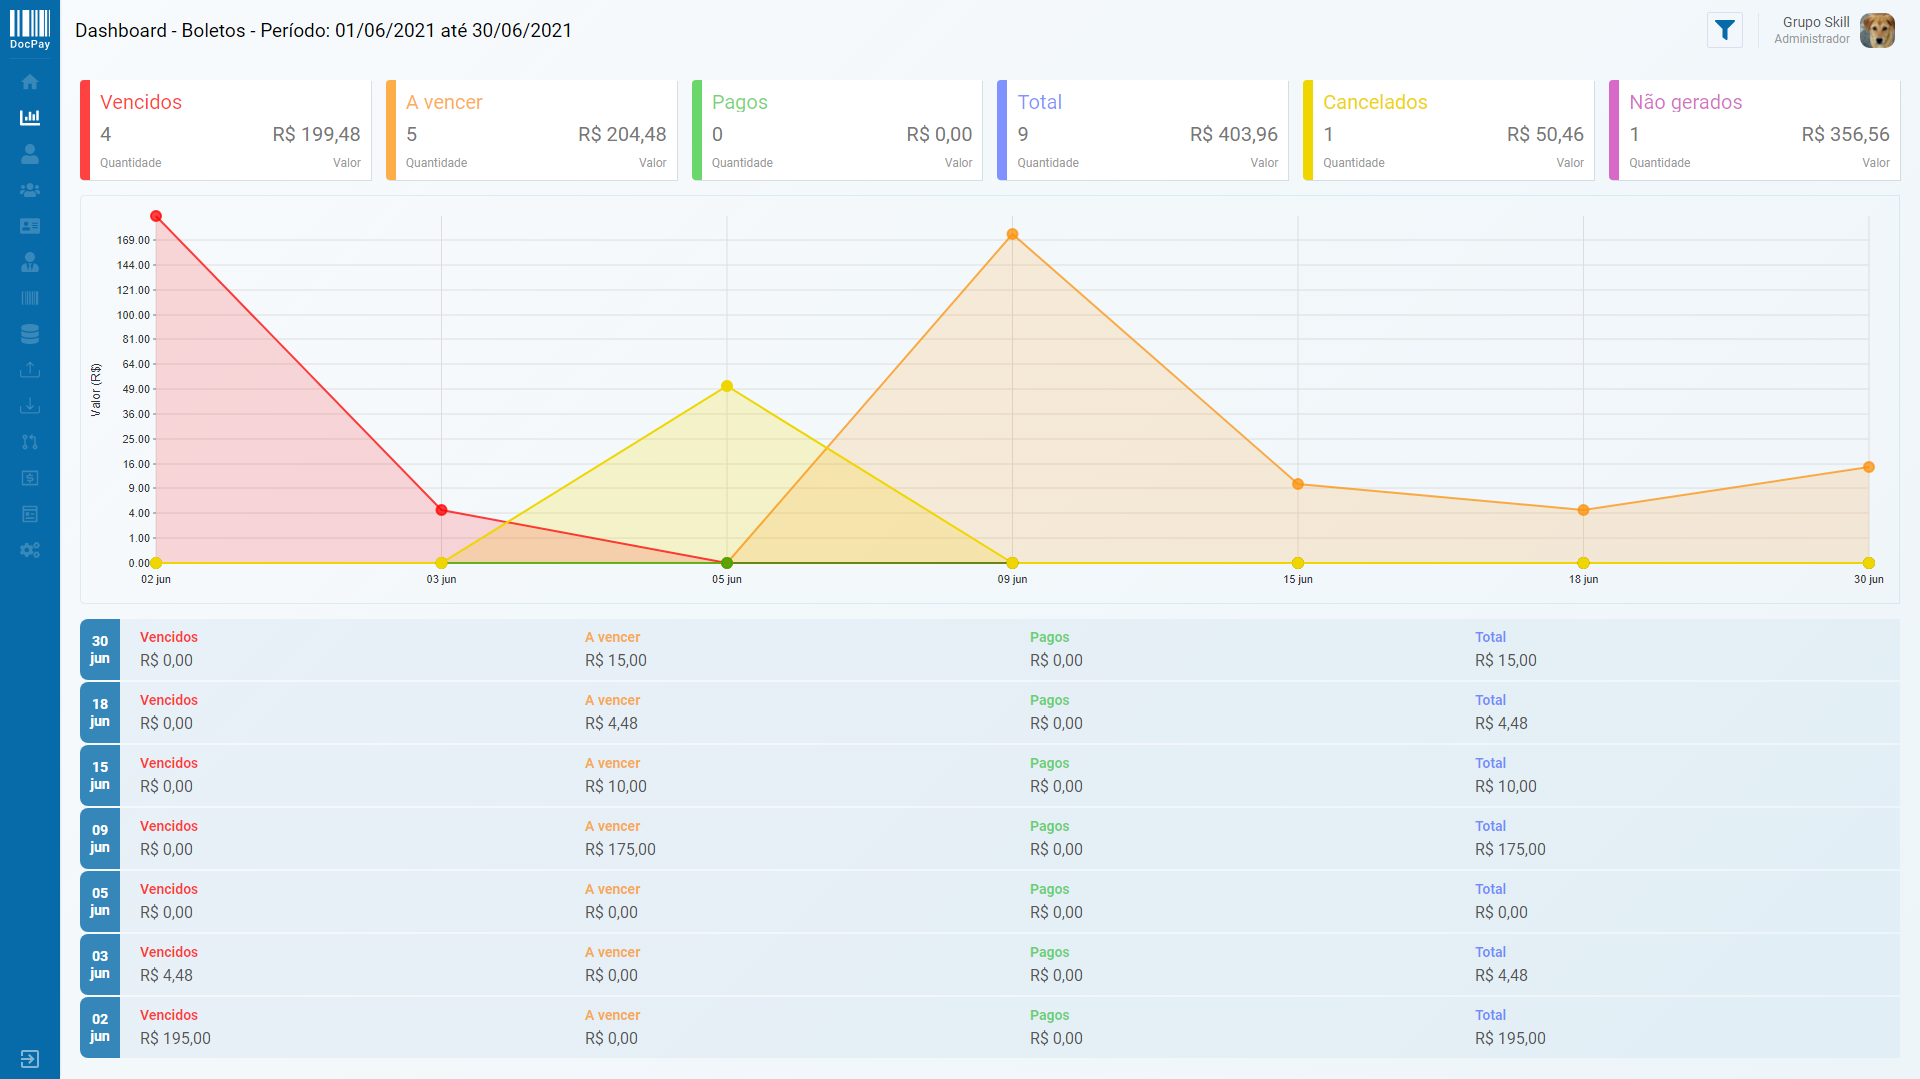 DocPay
Dashboard - Boletos - Período: 01/06/2021 até 30/06/2021
Grupo Skill
Administrador
Vencidos
4 R$ 199,48
Quantidade Valor
A vencer
5 R$ 204,48
Quantidade Valor
Pagos
0 R$ 0,00
Quantidade Valor
Total
9 R$ 403,96
Quantidade Valor
Cancelados
1 R$ 50,46
Quantidade Valor
Não gerados
1 R$ 356,56
Quantidade Valor
Valor (R$)
169.00
144.00
121.00
100.00
81.00
64.00
49.00
36.00
25.00
16.00
9.00
4.00
1.00
0.00
02 jun 03 jun 05 jun 09 jun 15 jun 18 jun 30 jun
30 jun
Vencidos A vencer Pagos Total
R$ 0,00 R$ 15,00 R$ 0,00 R$ 15,00
18 jun
Vencidos A vencer Pagos Total
R$ 0,00 R$ 4,48 R$ 0,00 R$ 4,48
15 jun
Vencidos A vencer Pagos Total
R$ 0,00 R$ 10,00 R$ 0,00 R$ 10,00
09 jun
Vencidos A vencer Pagos Total
R$ 0,00 R$ 175,00 R$ 0,00 R$ 175,00
05 jun
Vencidos A vencer Pagos Total
R$ 0,00 R$ 0,00 R$ 0,00 R$ 0,00
03 jun
Vencidos A vencer Pagos Total
R$ 4,48 R$ 0,00 R$ 0,00 R$ 4,48
02 jun
Vencidos A vencer Pagos Total
R$ 195,00 R$ 0,00 R$ 0,00 R$ 195,00